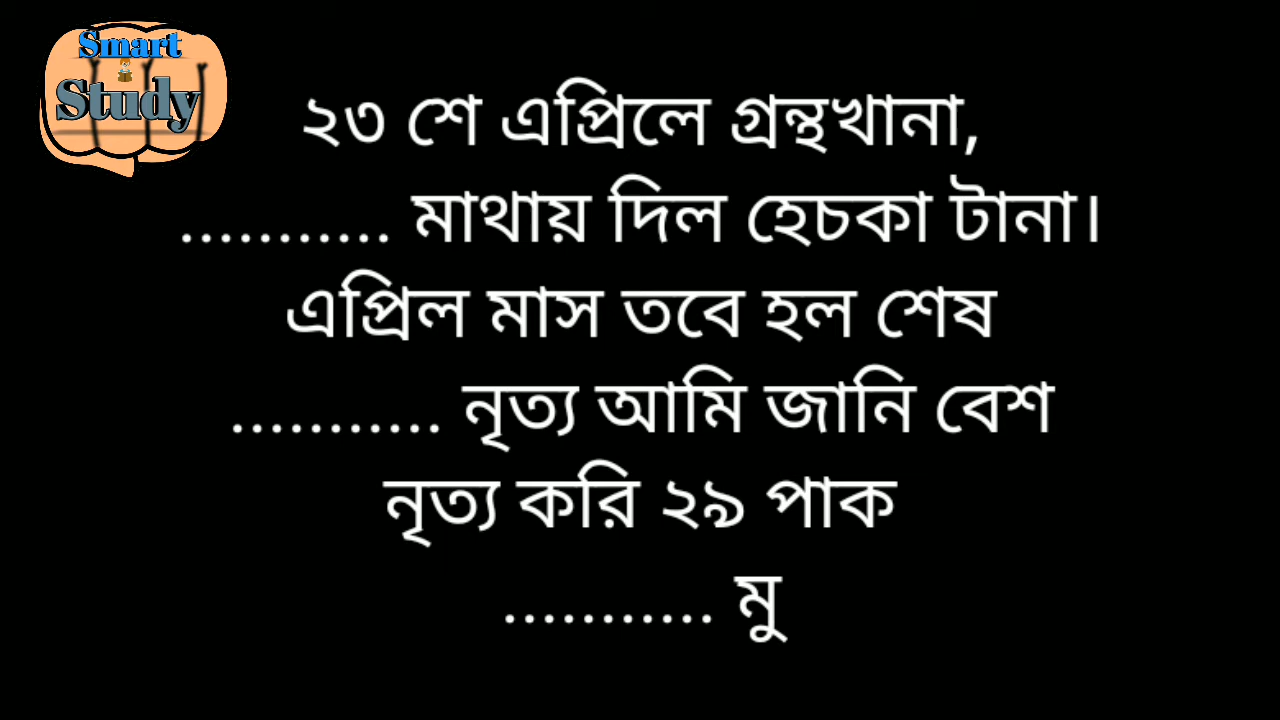 Smart
Study
২৩ শে এপ্রিলে গ্রন্থখানা,
........... মাথায় দিল হেচকা টানা।
এপ্রিল মাস তবে হল শেষ
........... নৃত্য আমি জানি বেশ
নৃত্য করি ২৯ পাক
........... মু